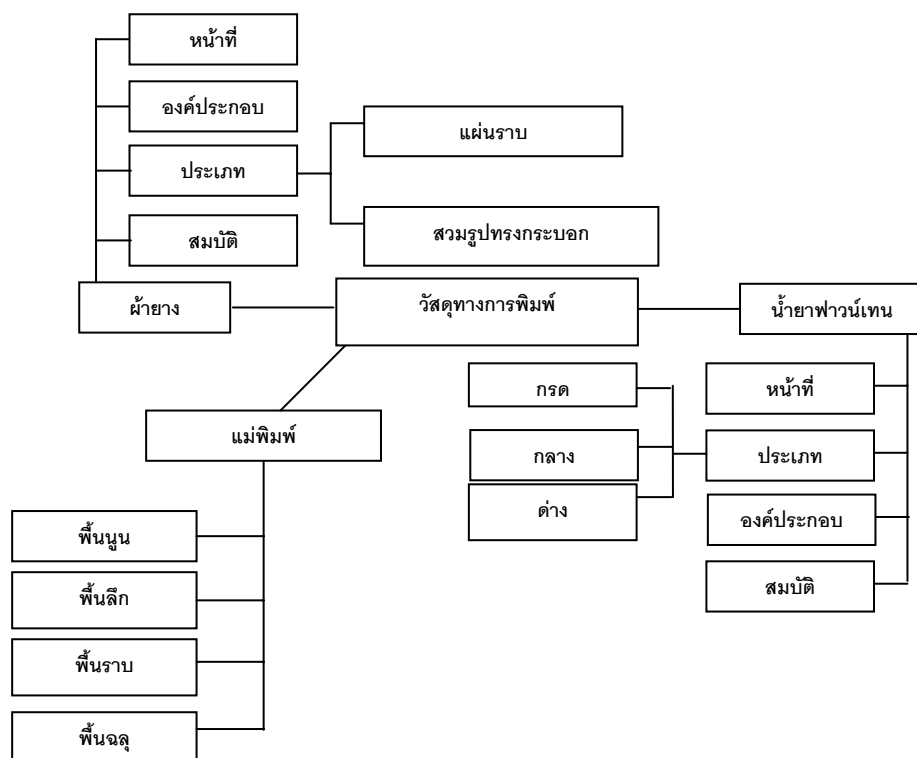 หน้าที่
องค์ประกอบ
ประเภท
แผ่นราบ
สมบัติ
สวมรูปทรงกระบอก
ผ้ายาง
วัสดุทางการพิมพ์
น้ำยาฟาวน์เทน
กรด
หน้าที่
แม่พิมพ์
กลาง
ประเภท
ด่าง
องค์ประกอบ
พื้นนูน
สมบัติ
พื้นลึก
พื้นราบ
พื้นฉลุ